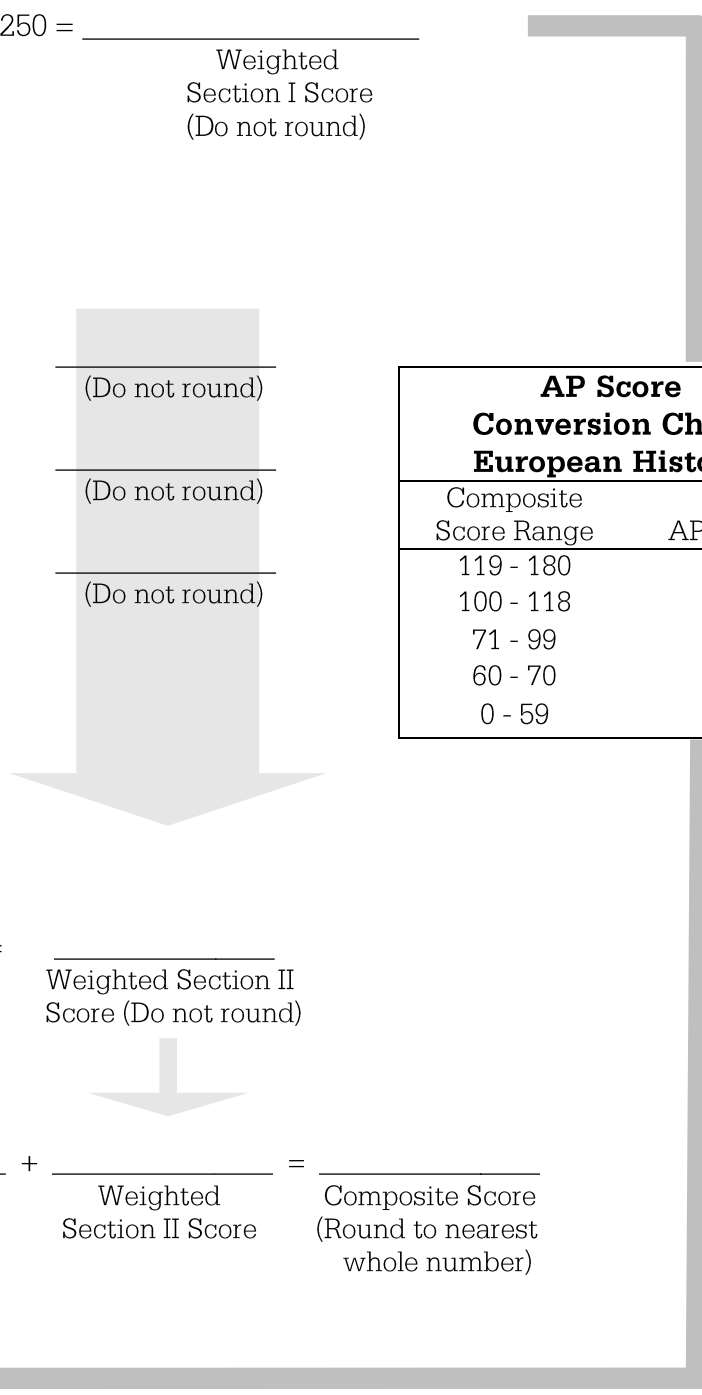 250 =
Weighted
Section I Score
(Do not round)
(Do not round)
(Do not round)
(Do not round)
AP Score
Conversion Ch
European Histo
Composite
Score Range AP
119 - 180
100 - 118
71 - 99
60 - 70
0 - 59
=
Weighted Section II
Score (Do not round)
+ =
Weighted
Section II Score
Composite Score
(Round to nearest
whole number)